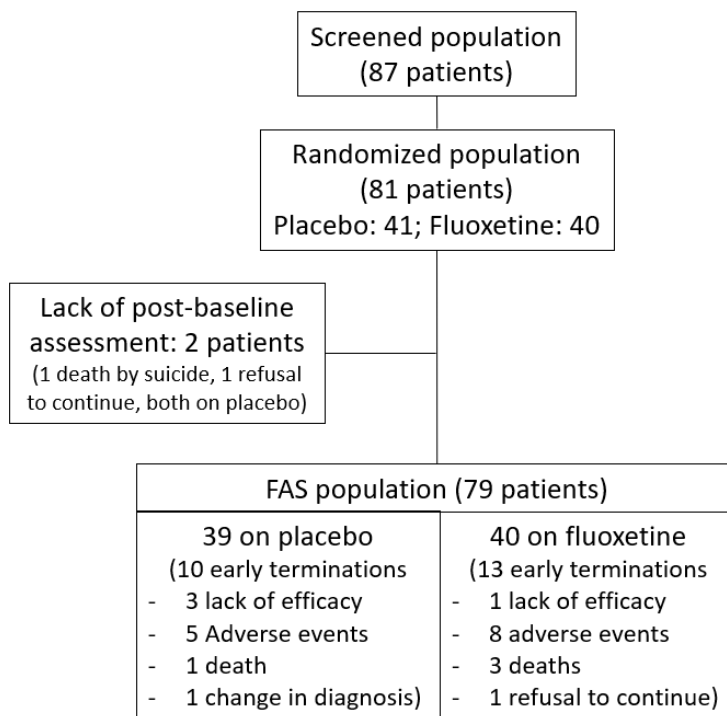 Screened population
(87 patients)
Randomized population
(81 patients)
Placebo: 41; Fluoxetine: 40
Lack of post-baseline
assessment: 2 patients
(1 death by suicide, 1 refusal
to continue, both on placebo)
FAS population (79 patients)
39 on placebo
(10 early terminations
- 3 lack of efficacy
- 5 Adverse events
- 1 death
- 1 change in diagnosis)
40 on fluoxetine
(13 early terminations
- 1 lack of efficacy
- 8 adverse events
- 3 deaths
- 1 refusal to continue)